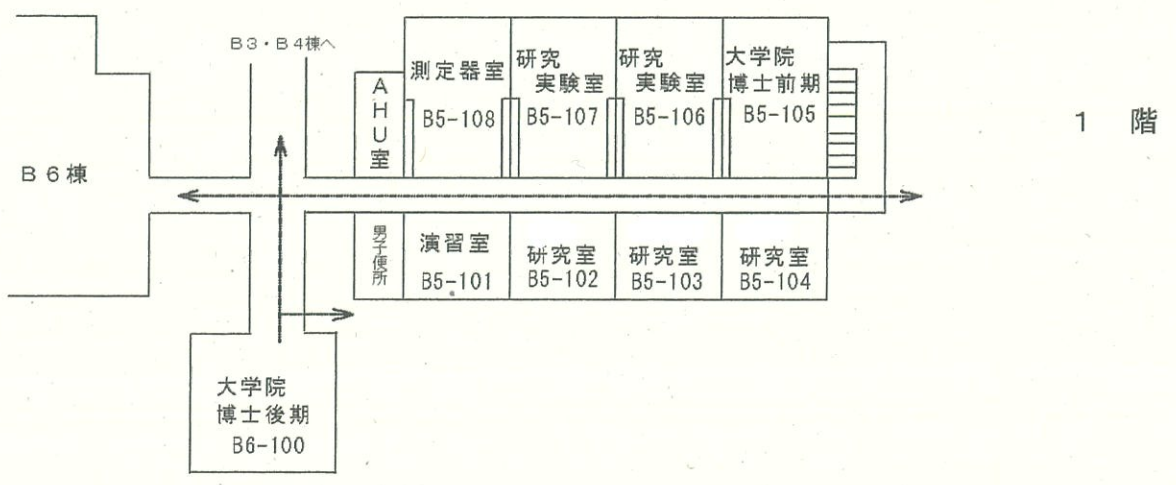 B3・B4棟へ
AHU室
測定器室
B5-108
研究
実験室
B5-107
研究
実験室
B5-106
大学院
博士前期
B5-105
1 階
B6棟
男子便所
演習室
B5-101
研究室
B5-102
研究室
B5-103
研究室
B5-104
大学院
博士後期
B6-100